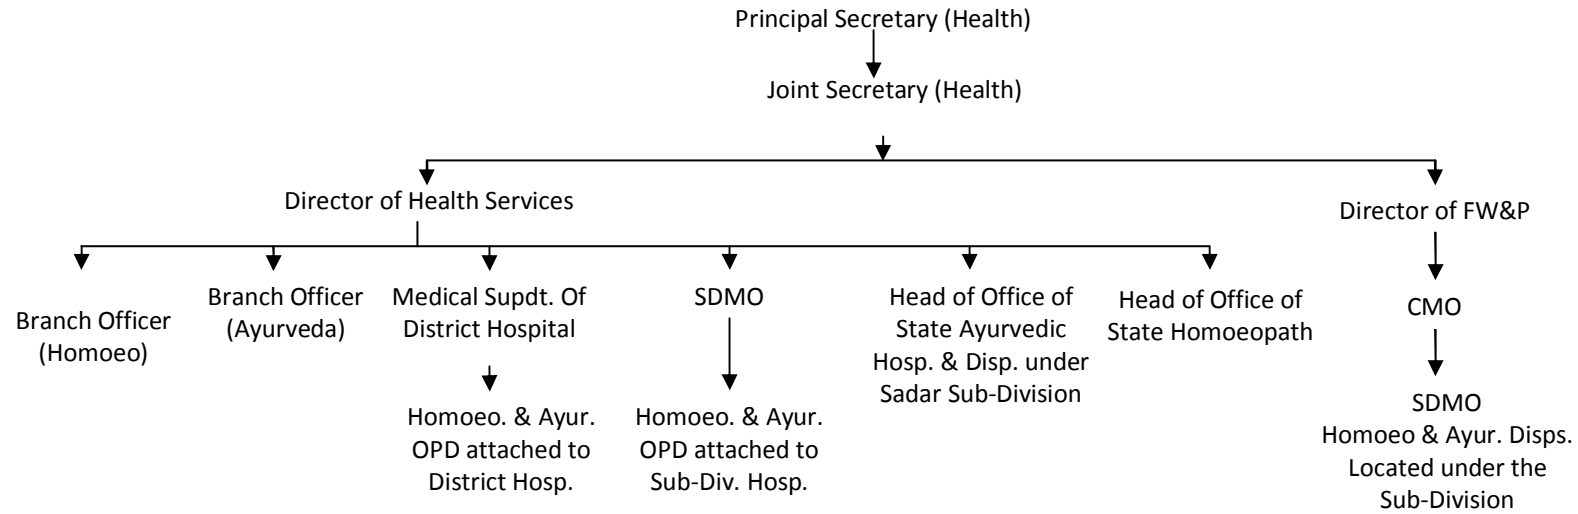 Principal Secretary (Health)
Joint Secretary (Health)
Director of Health Services
Director of FW&P
Branch Officer
(Homoeo)
Branch Officer
(Ayurveda)
Medical Supdt. Of
District Hospital
SDMO
Head of Office of
State Ayurvedic
Hosp. & Disp. under
Sadar Sub-Division
Head of Office of
State Homoeopath
CMO
Homoeo. & Ayur.
OPD attached to
District Hosp.
Homoeo. & Ayur.
OPD attached to
Sub-Div. Hosp.
SDMO
Homoeo & Ayur. Disps.
Located under the
Sub-Division